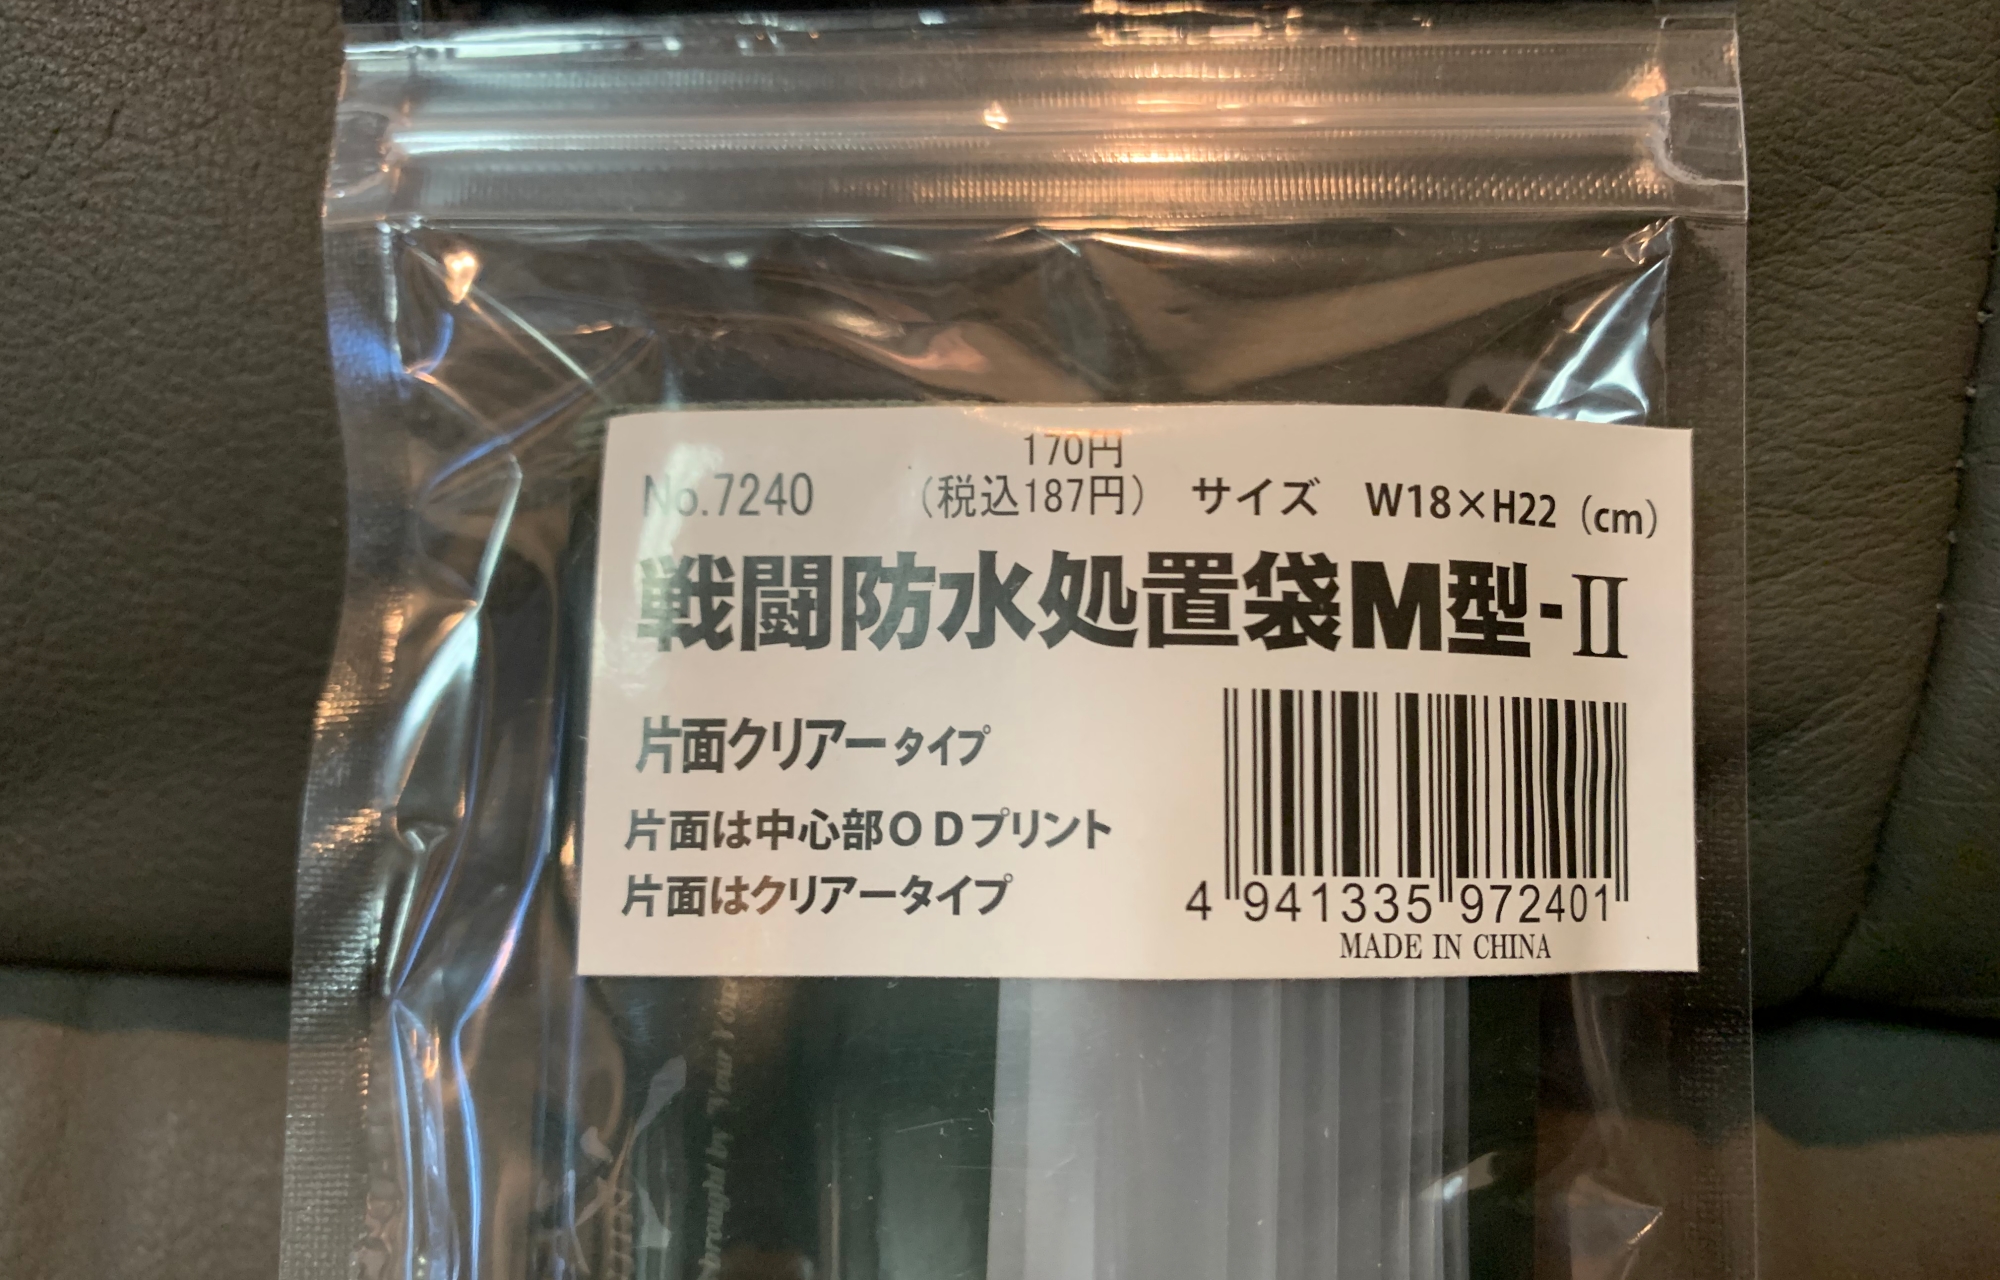 170円
No.7240 （税込187円） サイズ W18×H22（cm）
戦闘防水処置袋M型-Ⅱ
片面クリアータイプ
片面は中心部ＯＤプリント
片面はクリアータイプ
4 941335 972401
MADE IN CHINA
brought by Your